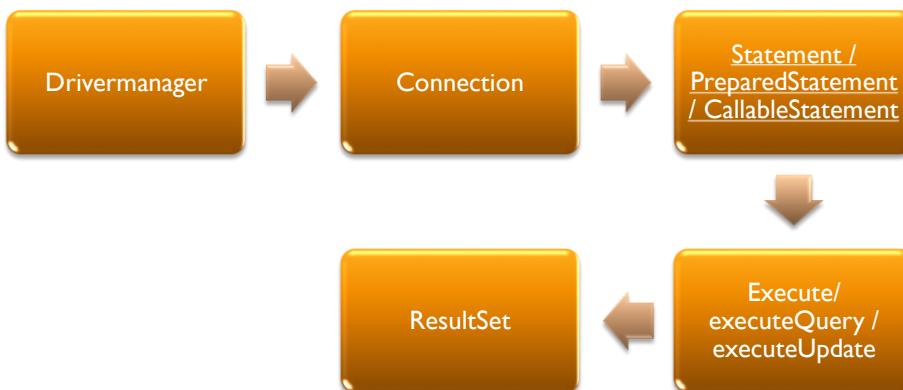 Drivermanager
Connection
Statement /
PreparedStatement
/ CallableStatement
Execute/
executeQuery /
executeUpdate
ResultSet